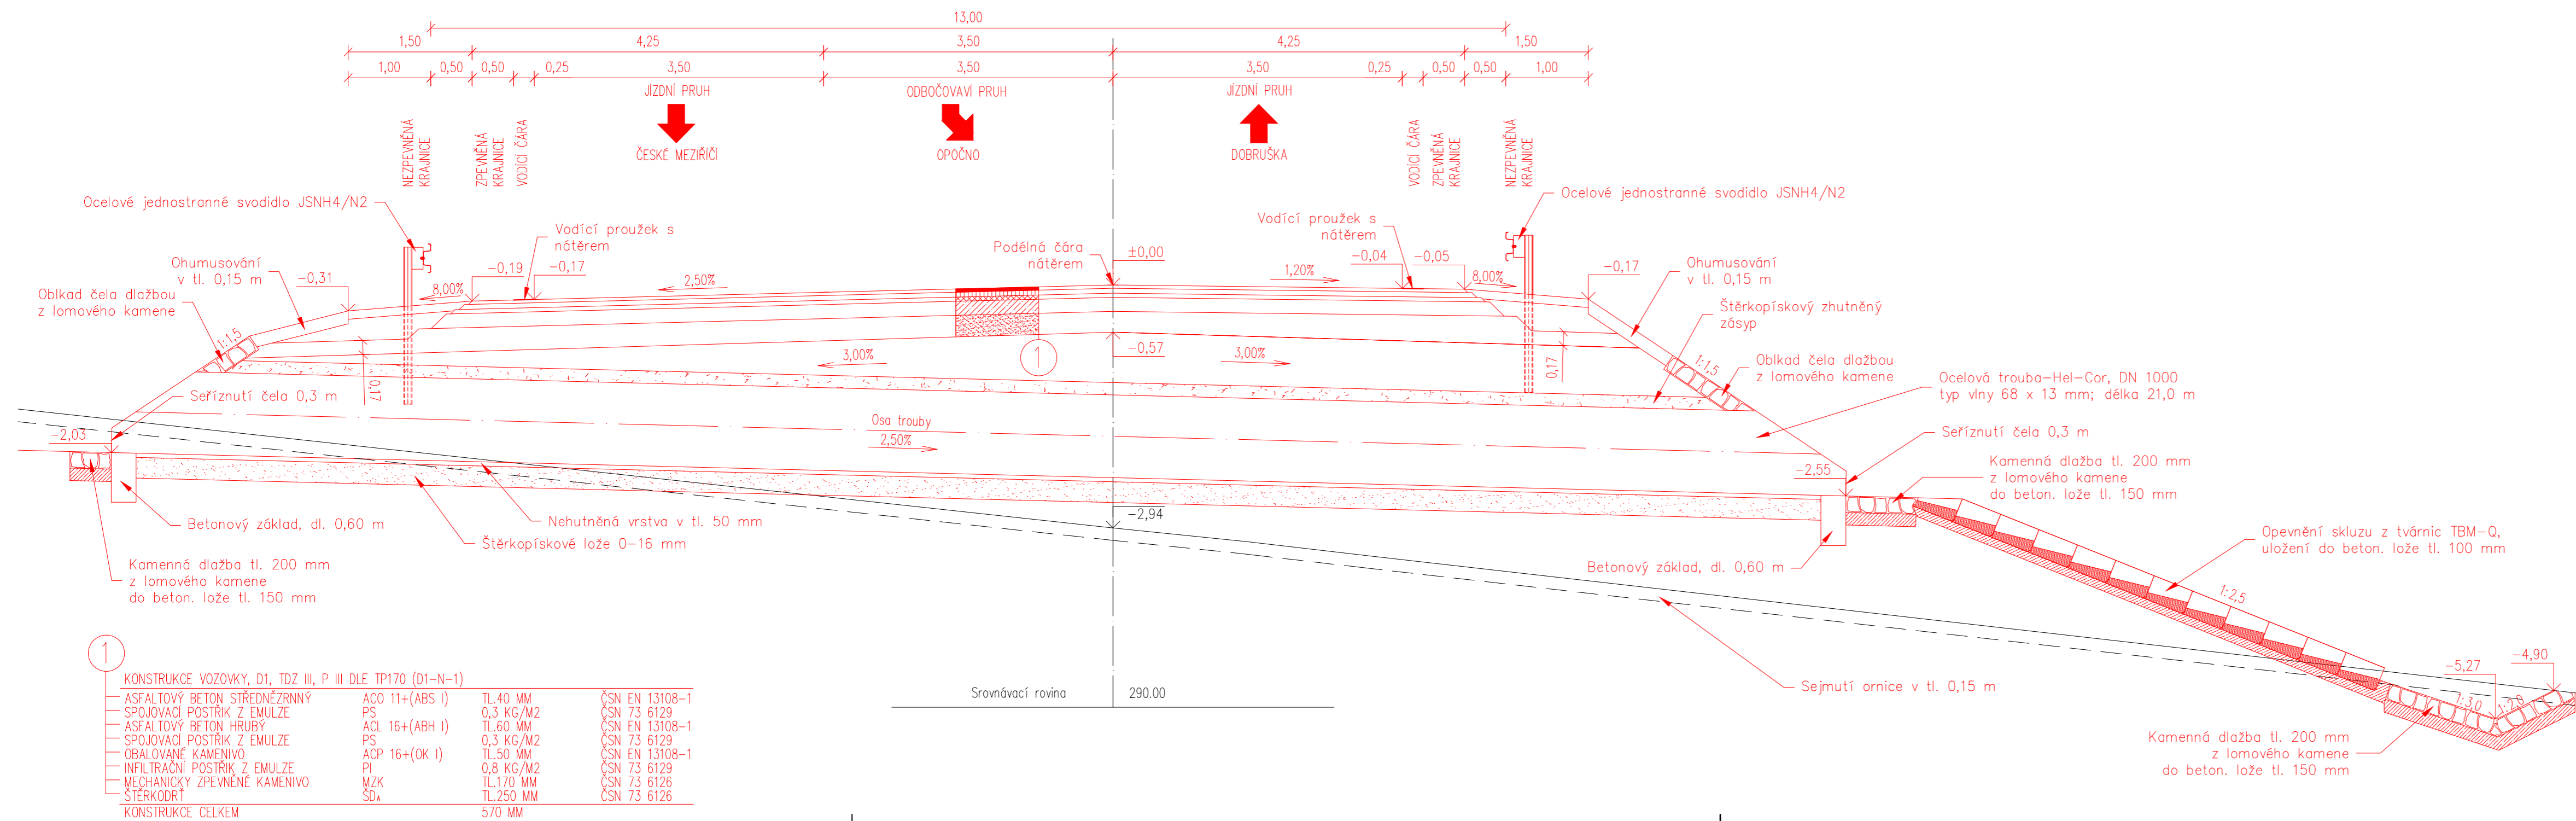 13,00
1,50 4,25 3,50 4,25 1,50
1,00 0,50 0,50 0,25 3,50 3,50 3,50 0,25 0,50 0,50 1,00
JÍZDNÍ PRUH ODBOČOVAVÍ PRUH JÍZDNÍ PRUH
ČESKÉ MEZIŘÍČÍ OPOČNO DOBRUŠKA
NEZPEVNĚNÁ
KRAJNICE
ZPEVNĚNÁ
KRAJNICE
VODÍCÍ ČÁRA
VODÍCÍ ČÁRA
ZPEVNĚNÁ
KRAJNICE
NEZPEVNĚNÁ
KRAJNICE
Ocelové jednostranné svodidlo JSNH4/N2
Ocelové jednostranné svodidlo JSNH4/N2
Vodící proužek s
nátěrem
Vodící proužek s
nátěrem
Podélná čára
nátěrem
±0,00
Ohumusování
v tl. 0,15 m
-0,31
-0,19
-0,17
-0,04
-0,05
-0,17
8,00%
2,50%
1,20%
8,00%
Ohumusování
v tl. 0,15 m
Oblkad čela dlažbou
z lomového kamene
1:1,5
Štěrkopískový zhutněný
zásyp
1
-0,57
3,00%
3,00%
0,17
0,17
1:1,5
Oblkad čela dlažbou
z lomového kamene
Ocelová trouba-Hel-Cor, DN 1000
typ vlny 68 x 13 mm; délka 21,0 m
Seříznutí čela 0,3 m
-2,03
Osa trouby
2,50%
Seříznutí čela 0,3 m
-2,55
Kamenná dlažba tl. 200 mm
z lomového kamene
do beton. lože tl. 150 mm
Betonový základ, dl. 0,60 m
Nehutněná vrstva v tl. 50 mm
Štěrkopískové lože 0-16 mm
-2,94
Opevnění skluzu z tvárnic TBM-Q,
uložení do beton. lože tl. 100 mm
Kamenná dlažba tl. 200 mm
z lomového kamene
do beton. lože tl. 150 mm
Betonový základ, dl. 0,60 m
1:2,5
-5,27
-4,90
1:3,0
1:2,0
Sejmutí ornice v tl. 0,15 m
Srovnávací rovina 290.00
Kamenná dlažba tl. 200 mm
z lomového kamene
do beton. lože tl. 150 mm
1
KONSTRUKCE VOZOVKY, D1, TDZ III, P III DLE TP170 (D1-N-1)
ASFALTOVÝ BETON STŘEDNĚZRNNÝ ACO 11+(ABS I) TL.40 MM ČSN EN 13108-1
SPOJOVACÍ POSTŘIK Z EMULZE PS 0,3 KG/M2 ČSN 73 6129
ASFALTOVÝ BETON HRUBÝ ACL 16+(ABH I) TL.60 MM ČSN EN 13108-1
SPOJOVACÍ POSTŘIK Z EMULZE PS 0,3 KG/M2 ČSN 73 6129
OBALOVANÉ KAMENIVO ACP 16+(OK I) TL.50 MM ČSN EN 13108-1
INFILTRAČNÍ POSTŘIK Z EMULZE PI 0,8 KG/M2 ČSN 73 6129
MECHANICKY ZPEVNĚNÉ KAMENIVO MZK TL.170 MM ČSN 73 6126
ŠTĚRKODRŤ ŠDA TL.250 MM ČSN 73 6126
KONSTRUKCE CELKEM 570 MM